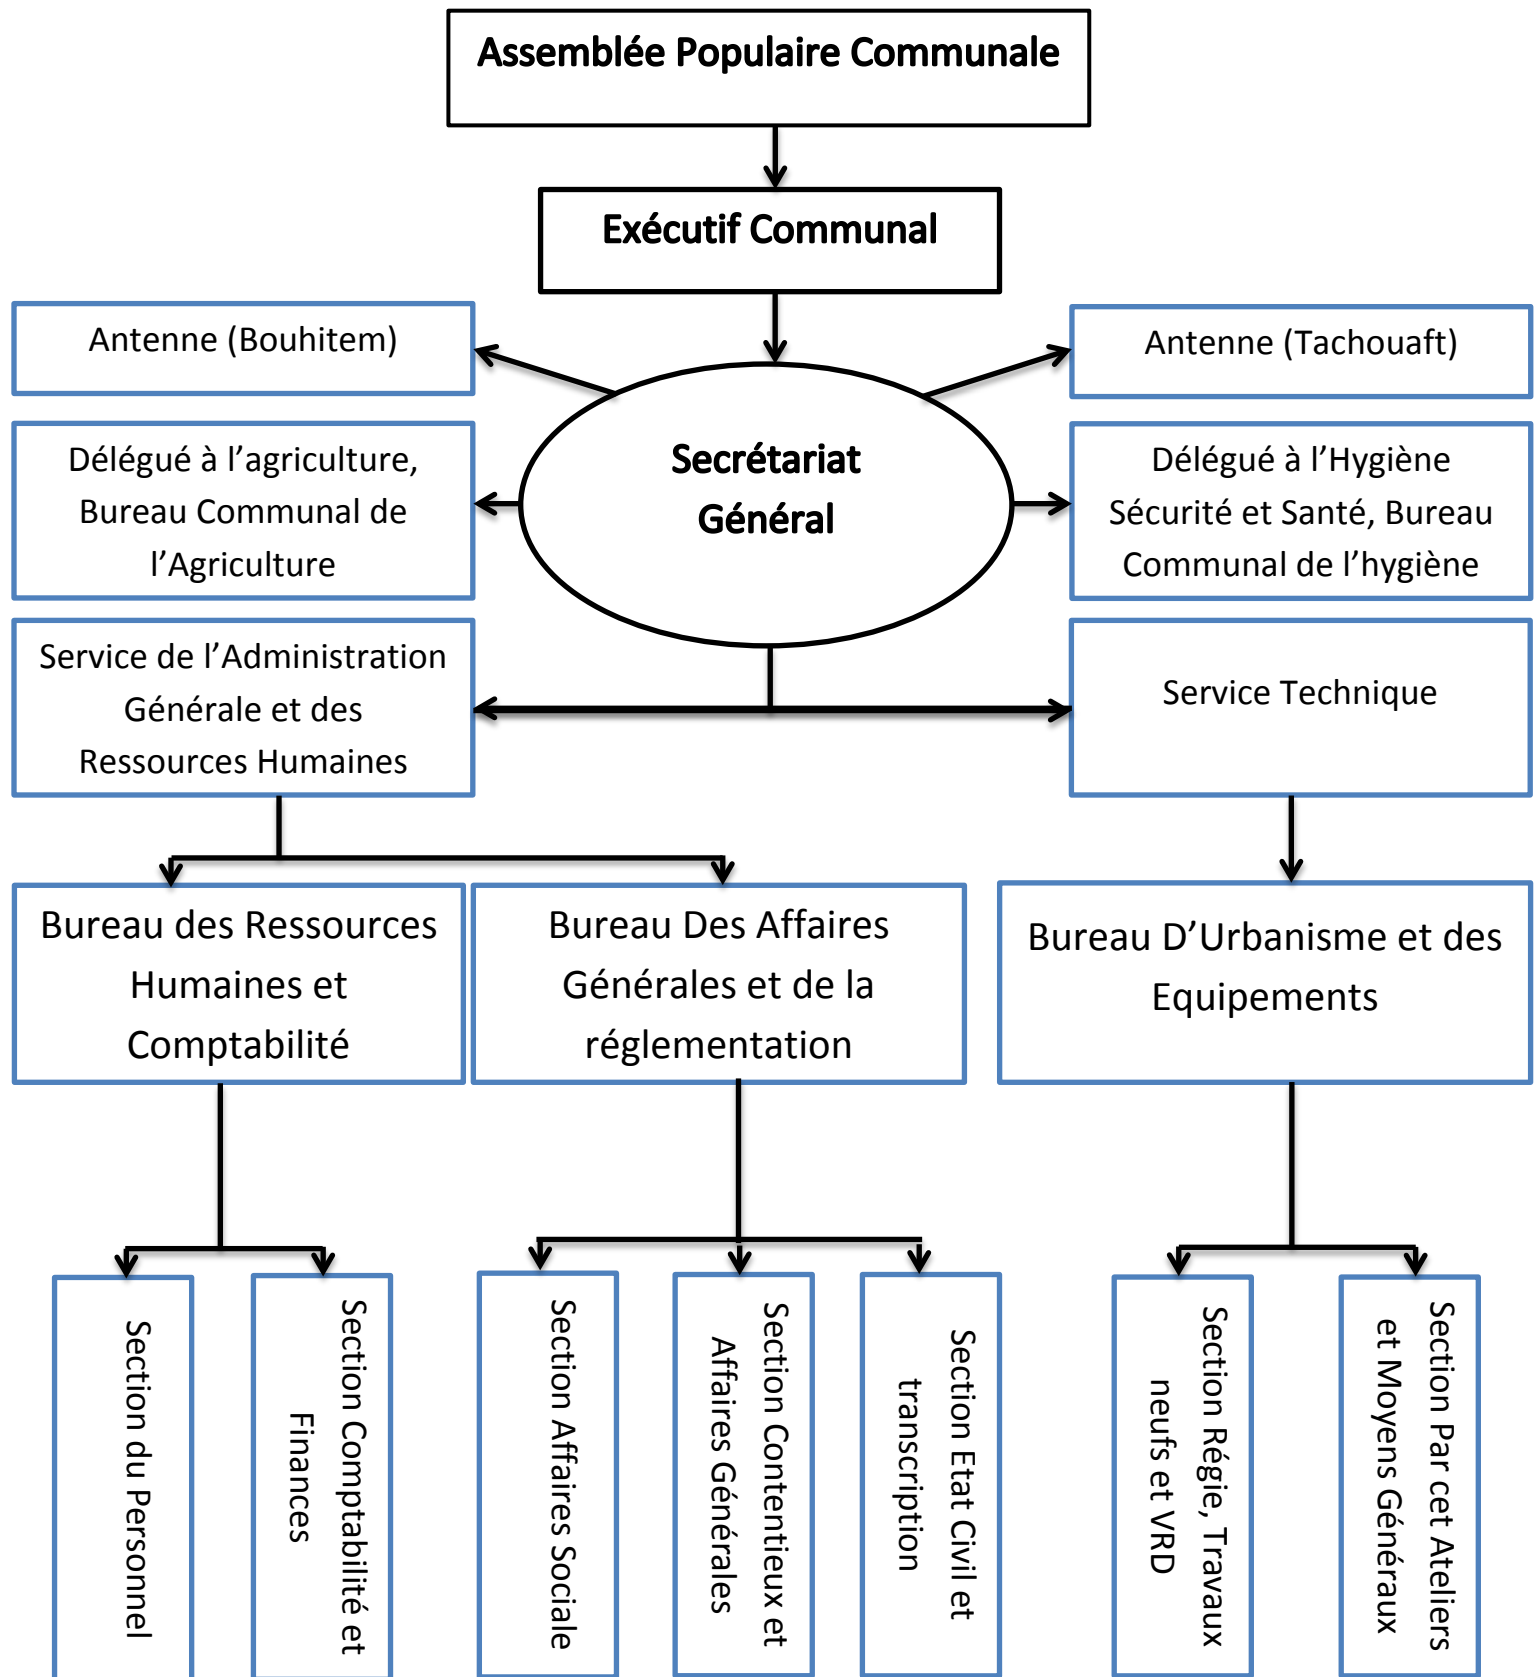 Assemblée Populaire Communale
Exécutif Communal
Antenne (Bouhitem)
Antenne (Tachouaft)
Secrétariat
Général
Délégué à l’agriculture,
Bureau Communal de
l’Agriculture
Délégué à l’Hygiène
Sécurité et Santé, Bureau
Communal de l’hygiène
Service de l’Administration
Générale et des
Ressources Humaines
Service Technique
Bureau des Ressources
Humaines et
Comptabilité
Bureau Des Affaires
Générales et de la
réglementation
Bureau D’Urbanisme et des
Equipements
Section du Personnel
Section Comptabilité et
Finances
Section Affaires Sociale
Section Contentieux et
Affaires Générales
Section Etat Civil et
transcription
Section Régie, Travaux
neufs et VRD
Section Par cet Ateliers
et Moyens Généraux